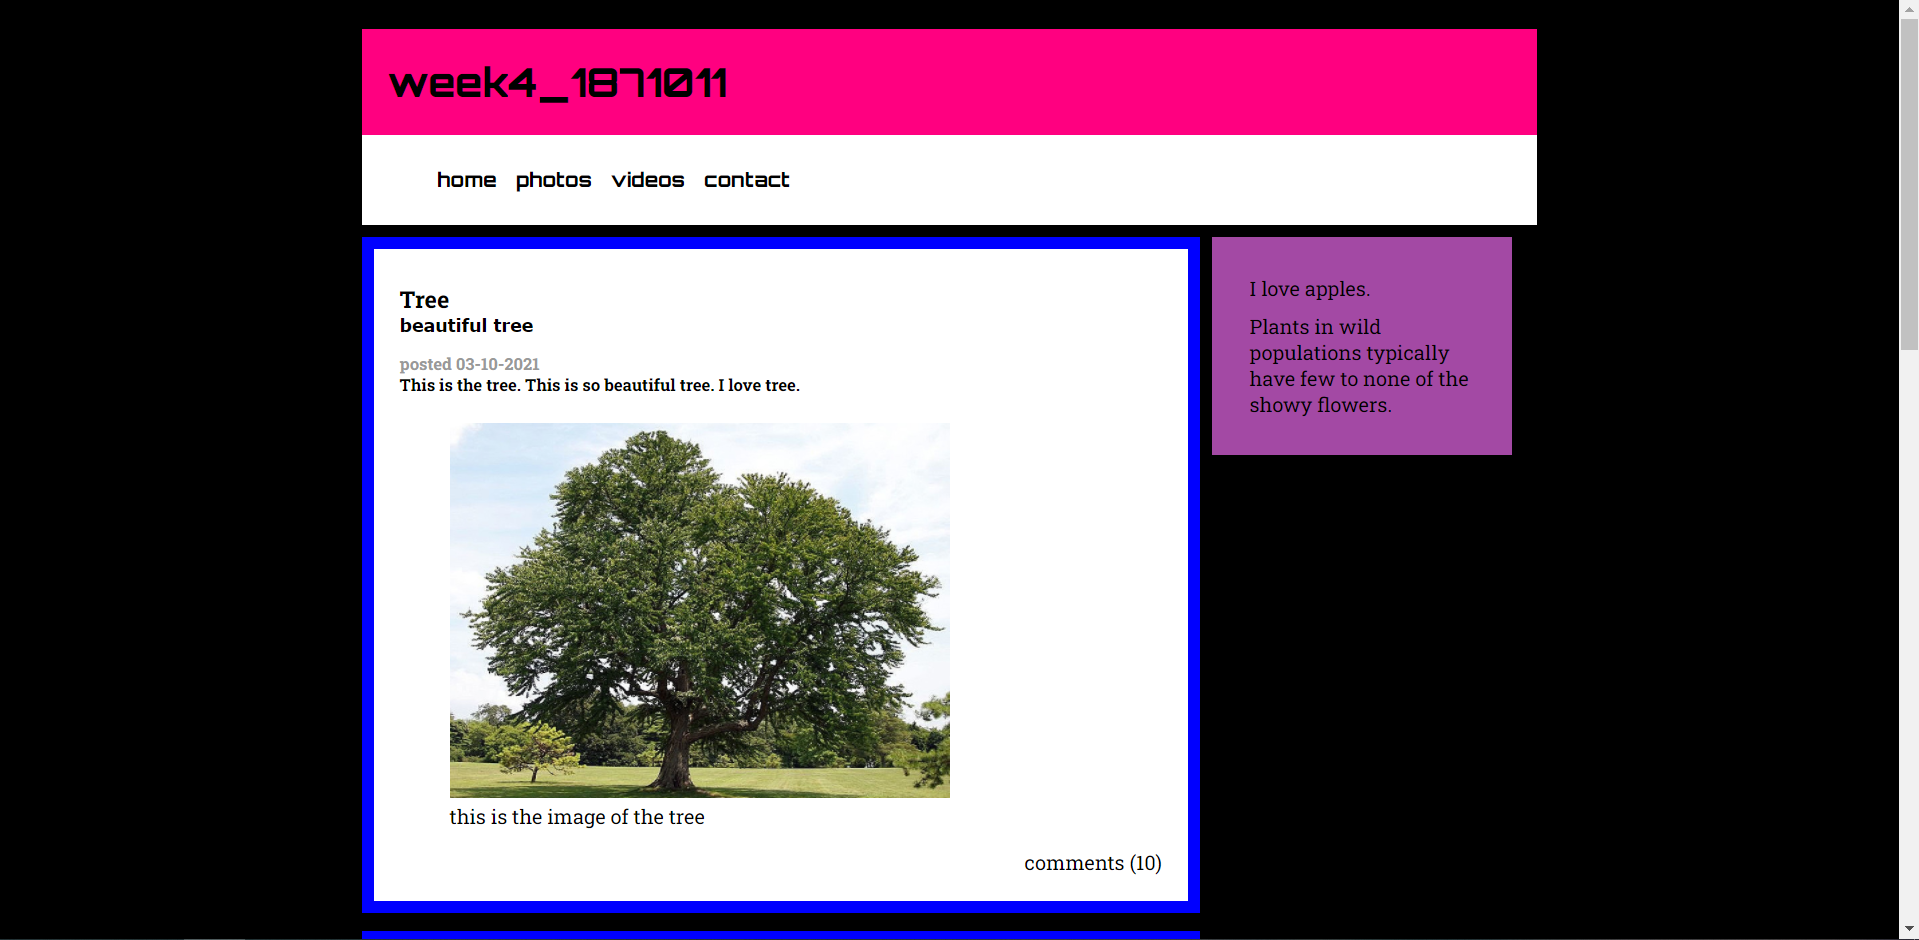 week4_1871011
home photos videos contact
Tree
beautiful tree
posted 03-10-2021
This is the tree. This is so beautiful tree. I love tree.
this is the image of the tree
comments (10)
I love apples.
Plants in wild
populations typically
have few to none of the
showy flowers.